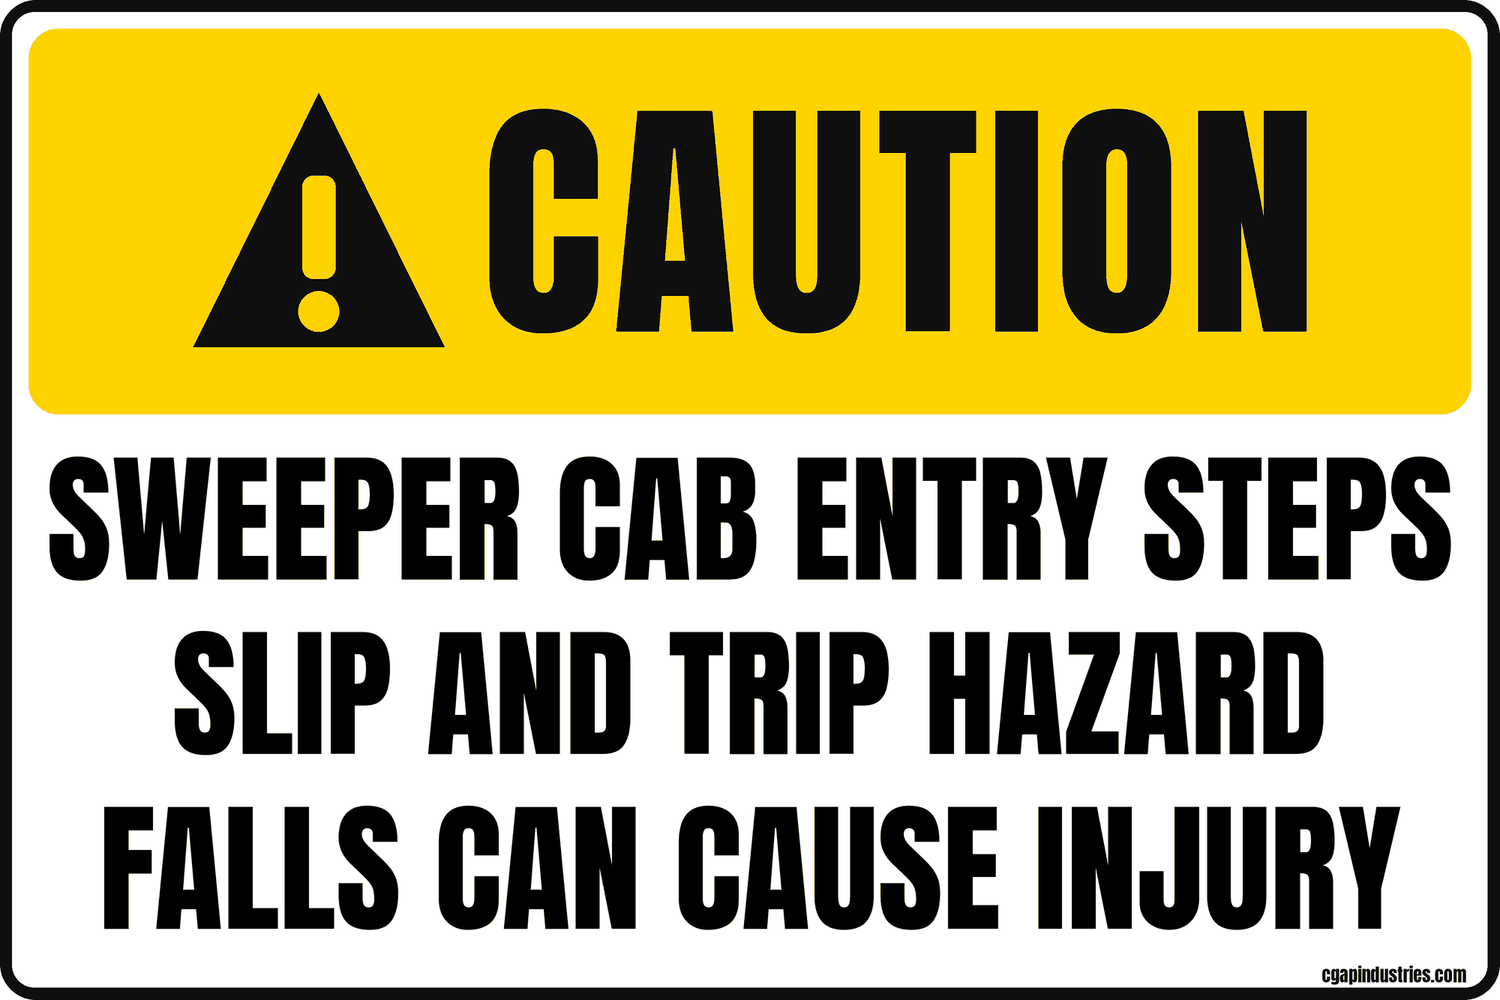 CAUTION
SWEEPER CAB ENTRY STEPS
SLIP AND TRIP HAZARD
FALLS CAN CAUSE INJURY
cgapindustries.com